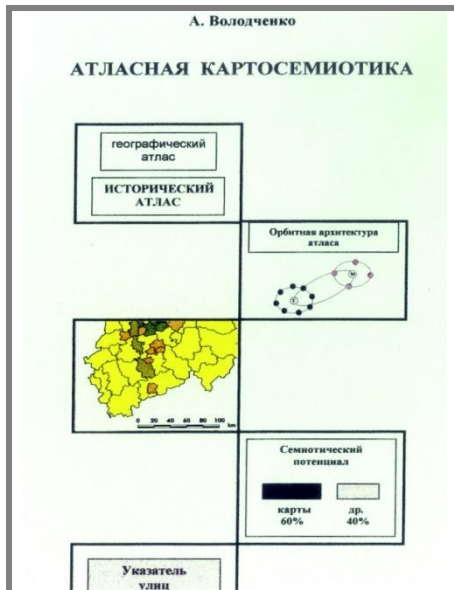 А. Володченко
АТЛАСНАЯ КАРТОСЕМИОТИКА
географический
атлас
ИСТОРИЧЕСКИЙ
АТЛАС
Орбитная архитектура
атласа
Т
М
0 20 40 60 80 100
km
Семиотический
потенциал
карты др.
60% 40%
Указатель
улиц